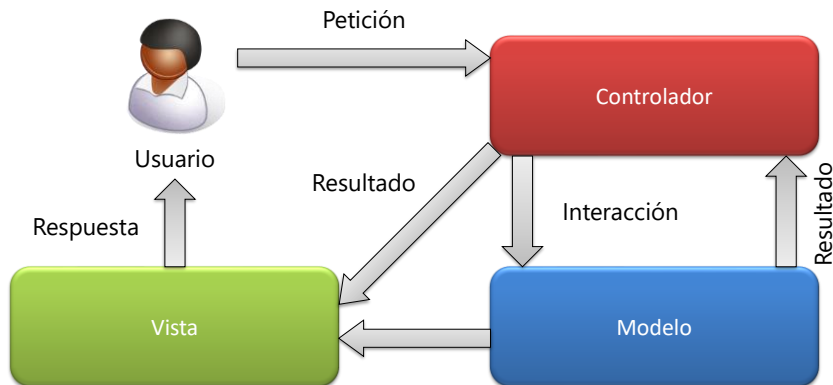 Petición
Controlador
Usuario
Resultado
Interacción
Resultado
Respuesta
Vista
Modelo